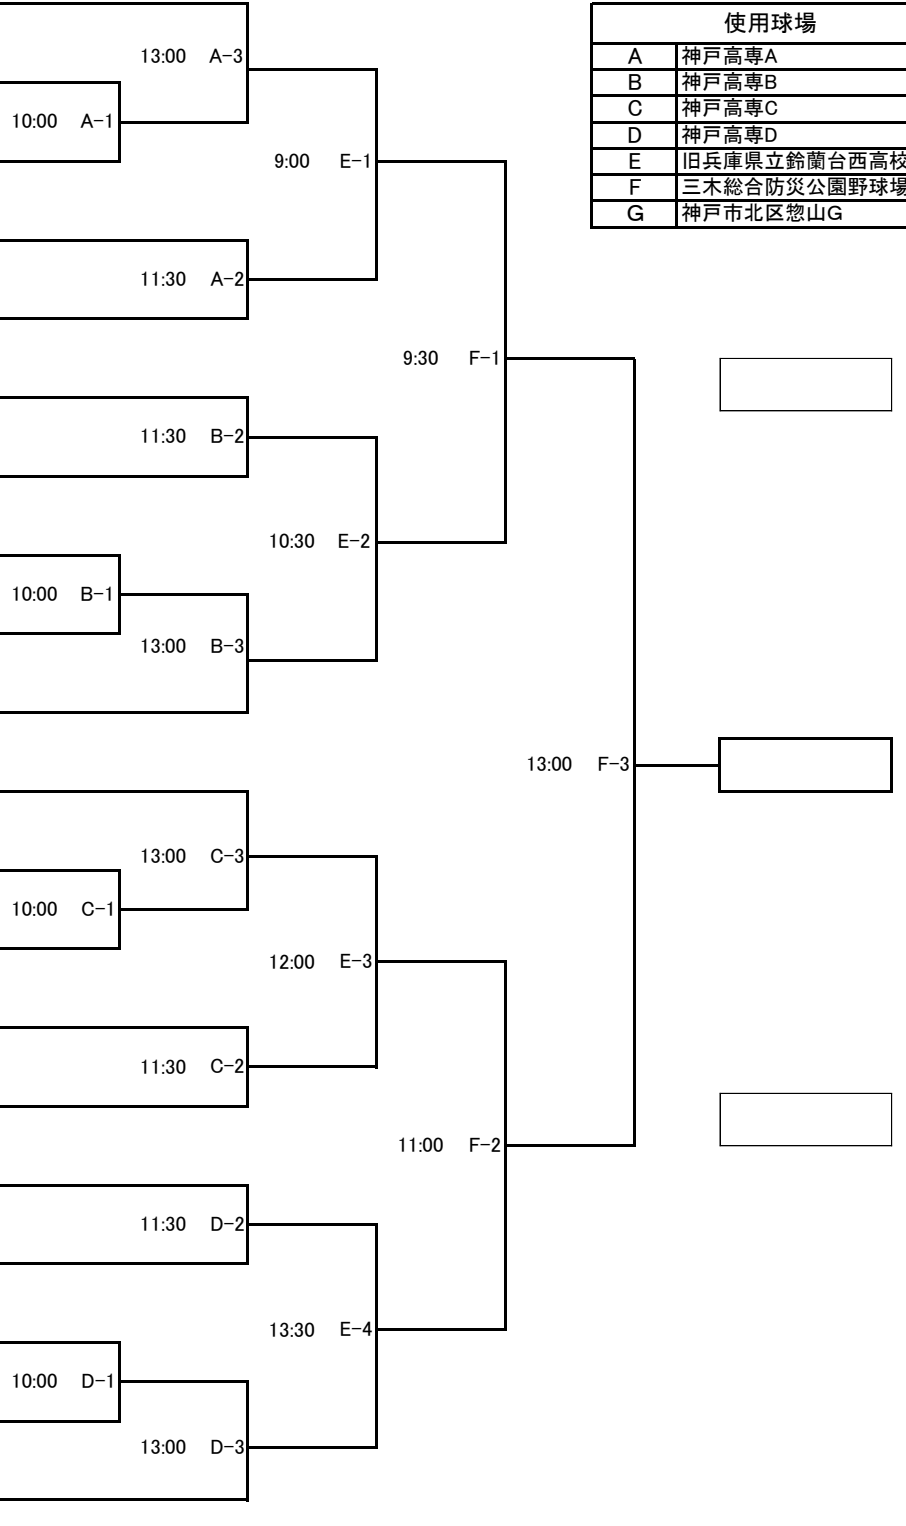 使用球場
13:00 A-3
A 神戸高専A
B 神戸高専B
10:00 A-1
C 神戸高専C
D 神戸高専D
9:00 E-1
E 旧兵庫県立鈴蘭台西高校
F 三木総合防災公園野球場
G 神戸市北区惣山G
11:30 A-2
9:30 F-1
11:30 B-2
10:30 E-2
10:00 B-1
13:00 B-3
13:00 F-3
13:00 C-3
10:00 C-1
12:00 E-3
11:30 C-2
11:00 F-2
11:30 D-2
13:30 E-4
10:00 D-1
13:00 D-3